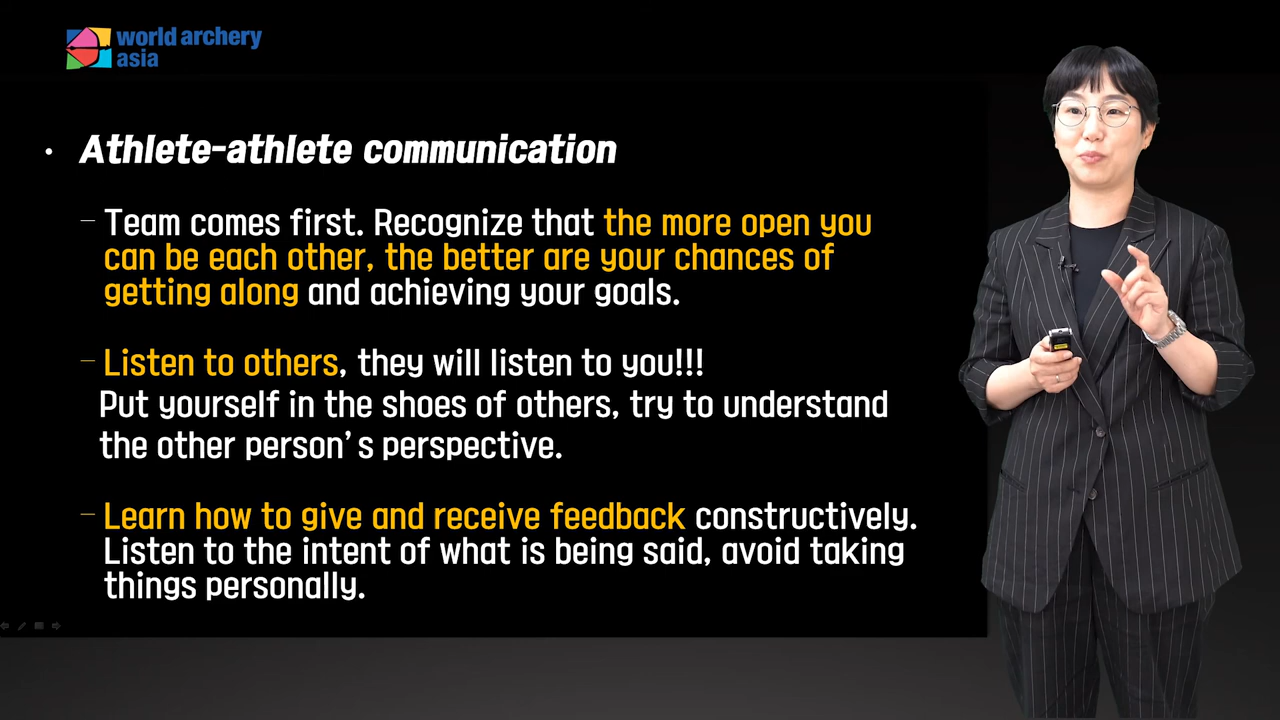 world archery
asia
• Athlete-athlete communication
– Team comes first. Recognize that the more open you
can be each other, the better are your chances of
getting along and achieving your goals.
– Listen to others, they will listen to you!!!
Put yourself in the shoes of others, try to understand
the other person's perspective.
– Learn how to give and receive feedback constructively.
Listen to the intent of what is being said, avoid taking
things personally.